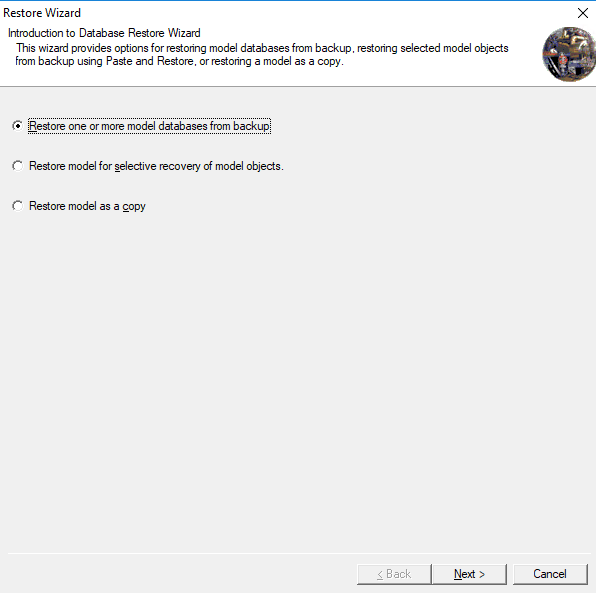 Restore Wizard
Introduction to Database Restore Wizard
This wizard provides options for restoring model databases from backup, restoring selected model objects
from backup using Paste and Restore, or restoring a model as a copy.
Restore one or more model databases from backup
Restore model for selective recovery of model objects.
Restore model as a copy
< Back
Next >
Cancel